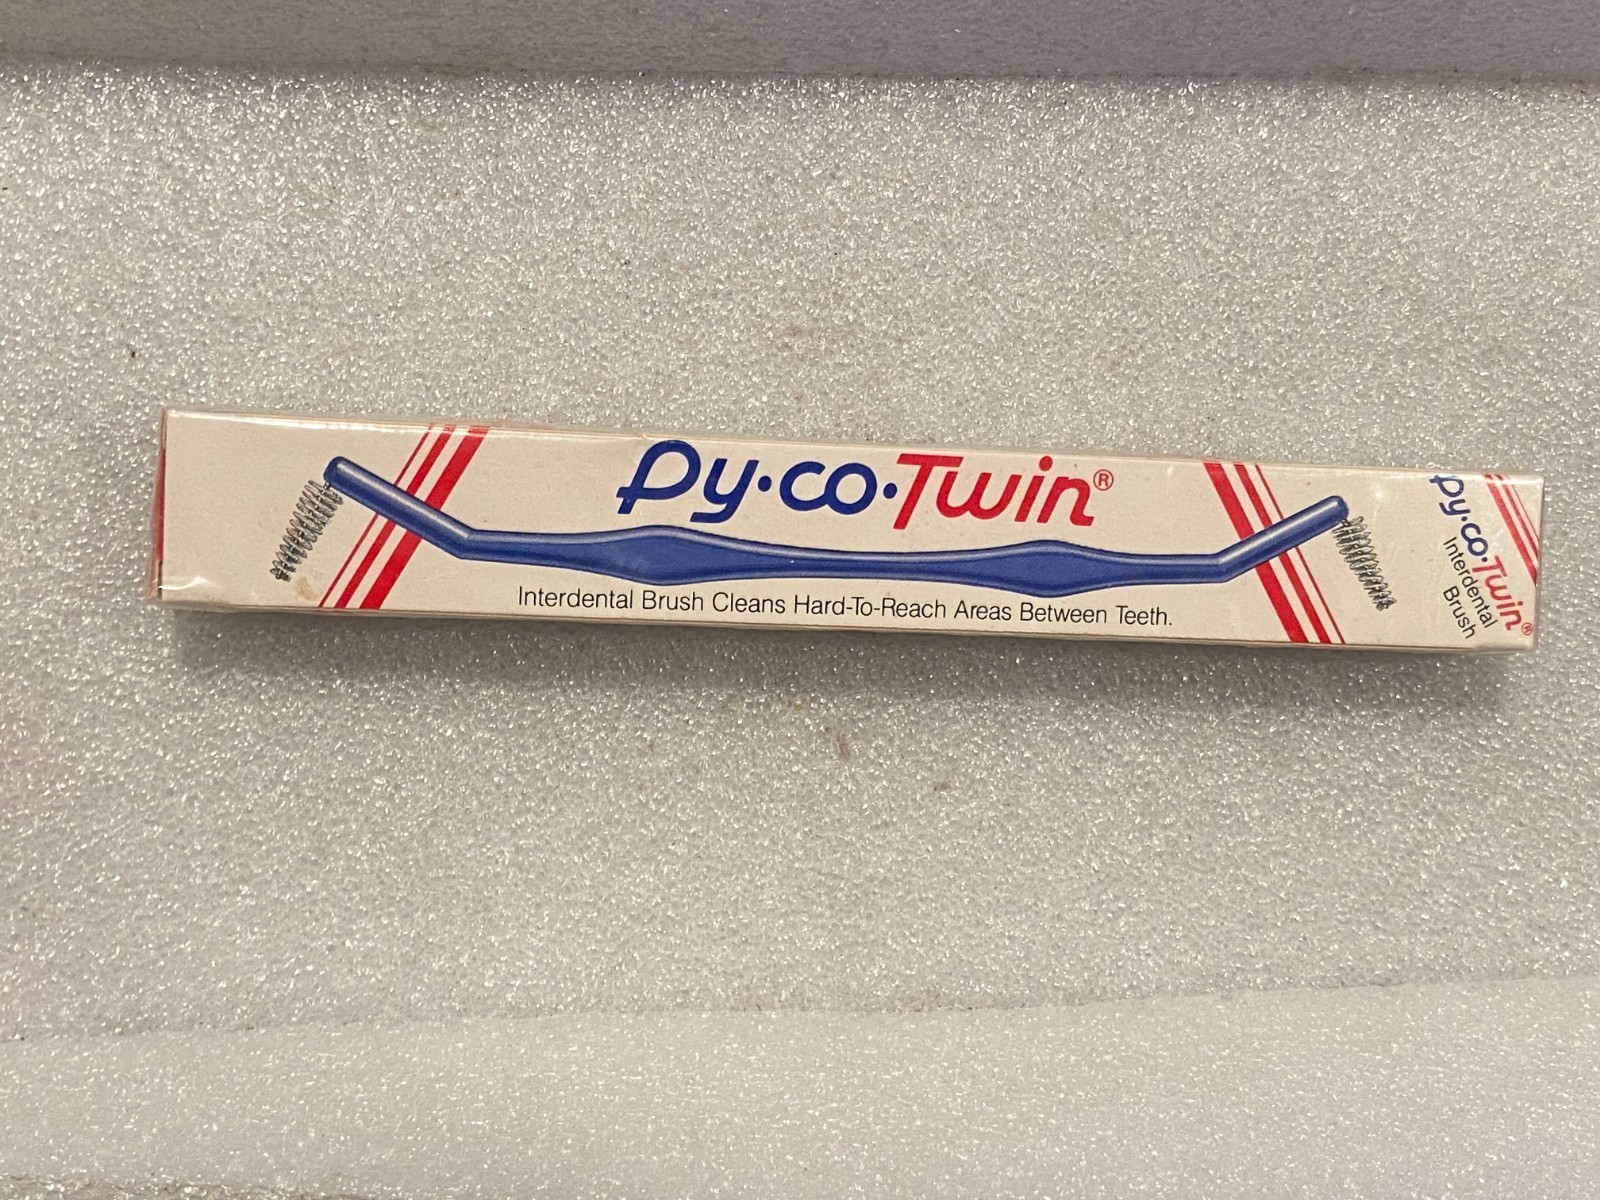 Py·co·Twin®
Interdental Brush Cleans Hard-To-Reach Areas Between Teeth.
Py·co·Twin®
Interdental
Brush